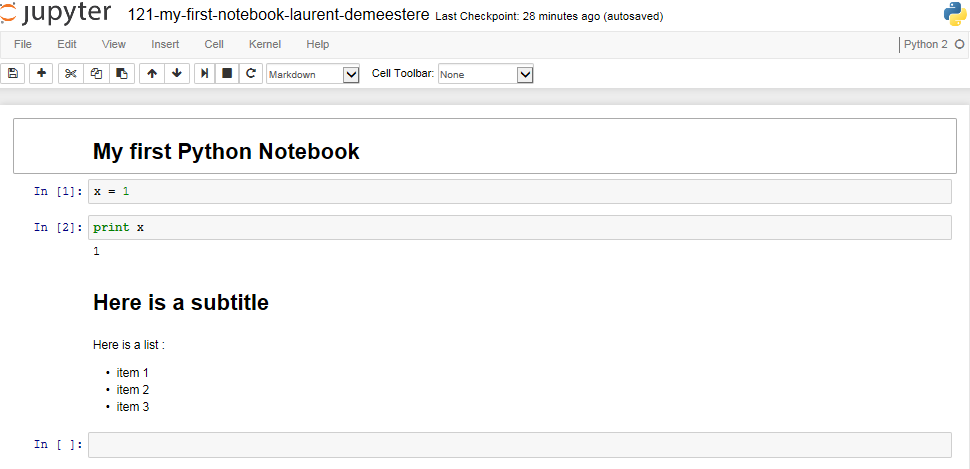 jupyter 121-my-first-notebook-laurent-demeestere Last Checkpoint: 28 minutes ago (autosaved)
File Edit View Insert Cell Kernel Help Python 2
Markdown Cell Toolbar: None
My first Python Notebook
In [1]: x = 1
In [2]: print x
1
Here is a subtitle
Here is a list :
• item 1
• item 2
• item 3
In [ ]: